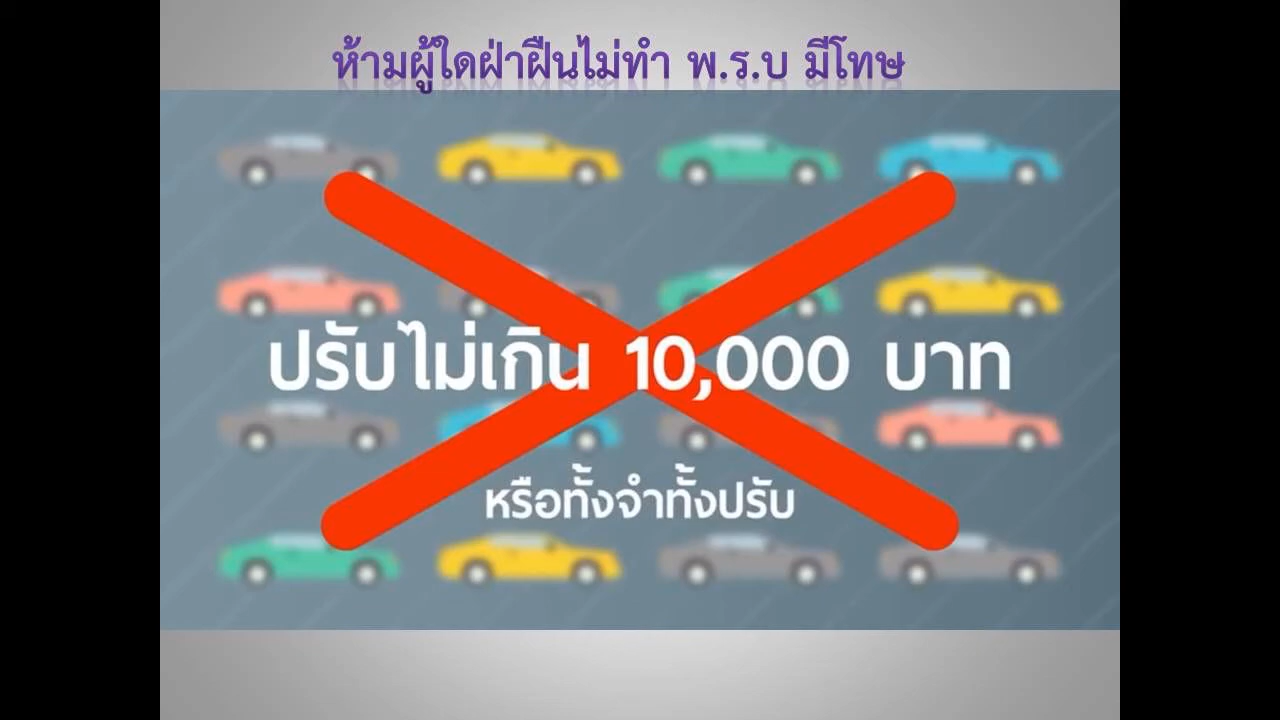 ห้ามผู้ใดฝ่าฝืนไม่ทำ พ.ร.บ มีโทษ
ปรับไม่เกิน 10,000 บาท
หรือทั้งจำทั้งปรับ